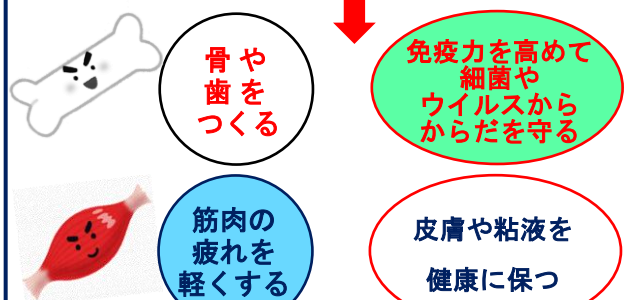 骨や
歯を
つくる
免疫力を高めて
細菌や
ウイルスから
からだを守る
筋肉の
疲れを
軽くする
皮膚や粘液を
健康に保つ